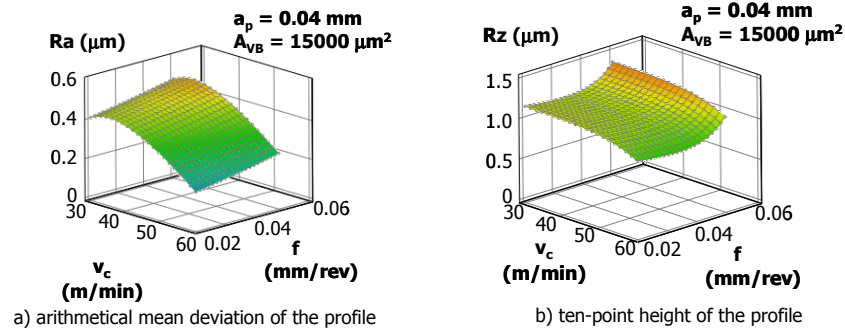 Ra (μm)
a_p = 0.04 mm
A_VB = 15000 μm²
0.6
0.4
0.2
0
30
40
50
60
0.02
0.04
0.06
v_c
(m/min)
f
(mm/rev)
a) arithmetical mean deviation of the profile
Rz (μm)
a_p = 0.04 mm
A_VB = 15000 μm²
1.5
1.0
0.5
0
30
40
50
60
0.02
0.04
0.06
v_c
(m/min)
f
(mm/rev)
b) ten-point height of the profile